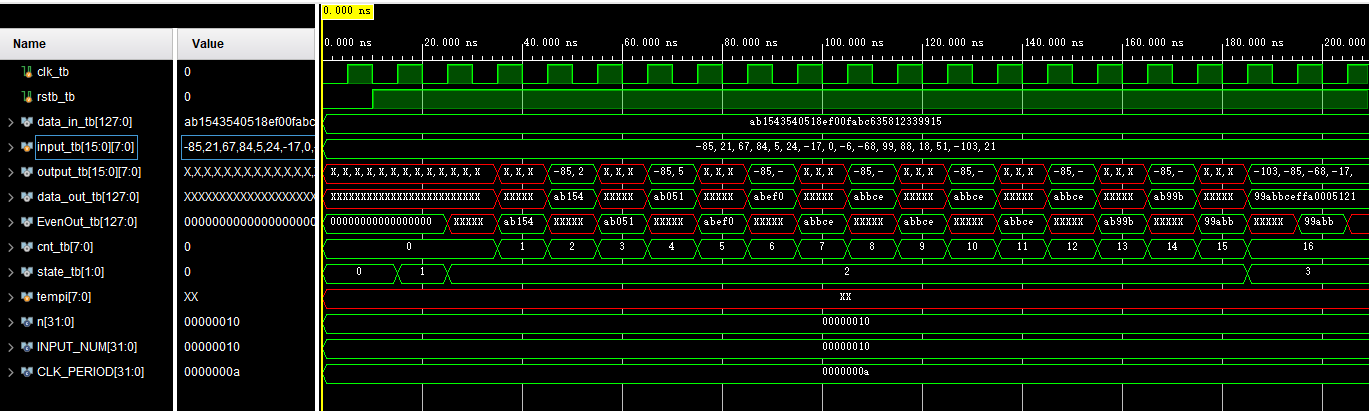 0.000 ns
Name Value 0.000 ns 20.000 ns 40.000 ns 60.000 ns 80.000 ns 100.000 ns 120.000 ns 140.000 ns 160.000 ns 180.000 ns 200.000
clk_tb 0
rstb_tb 0
data_in_tb[127:0] ab1543540518ef00fabc ab1543540518ef00fabc635812339915
input_tb[15:0][7:0] -85,21,67,84,5,24,-17,0,- -85,21,67,84,5,24,-17,0,-6,-68,99,88,18,51,-103,21
output_tb[15:0][7:0] X,X,X,X,X,X,X,X,X,X,X,X, X,X,X,X,X,X,X,X,X,X,X,X,X X,X,X -85,2 X,X,X -85,5 X,X,X -85,- X,X,X -85,- X,X,X -85,- X,X,X -85,- X,X,X -85,- X,X,X -103,-85,-68,-17,
data_out_tb[127:0] XXXXXXXXXXXXXXXXXX XXXXXXXXXXXXXXXXX XXXXX ab154 XXXXX ab051 XXXXX abef0 XXXXX abbce XXXXX abbce XXXXX abbce XXXXX ab99b XXXXX 99abbceffa0005121
EvenOut_tb[127:0] 00000000000000000000 00000000000000000 XXXXX ab154 XXXXX ab051 XXXXX abef0 XXXXX abbce XXXXX abbce XXXXX abbce XXXXX ab99b XXXXX 99abb XXXXX 99abb
cnt_tb[7:0] 0 0 1 2 3 4 5 6 7 8 9 10 11 12 13 14 15 16
state_tb[1:0] 0 0 1 2 3
tempi[7:0] XX XX
n[31:0] 00000010 00000010
INPUT_NUM[31:0] 00000010 00000010
CLK_PERIOD[31:0] 0000000a 0000000a